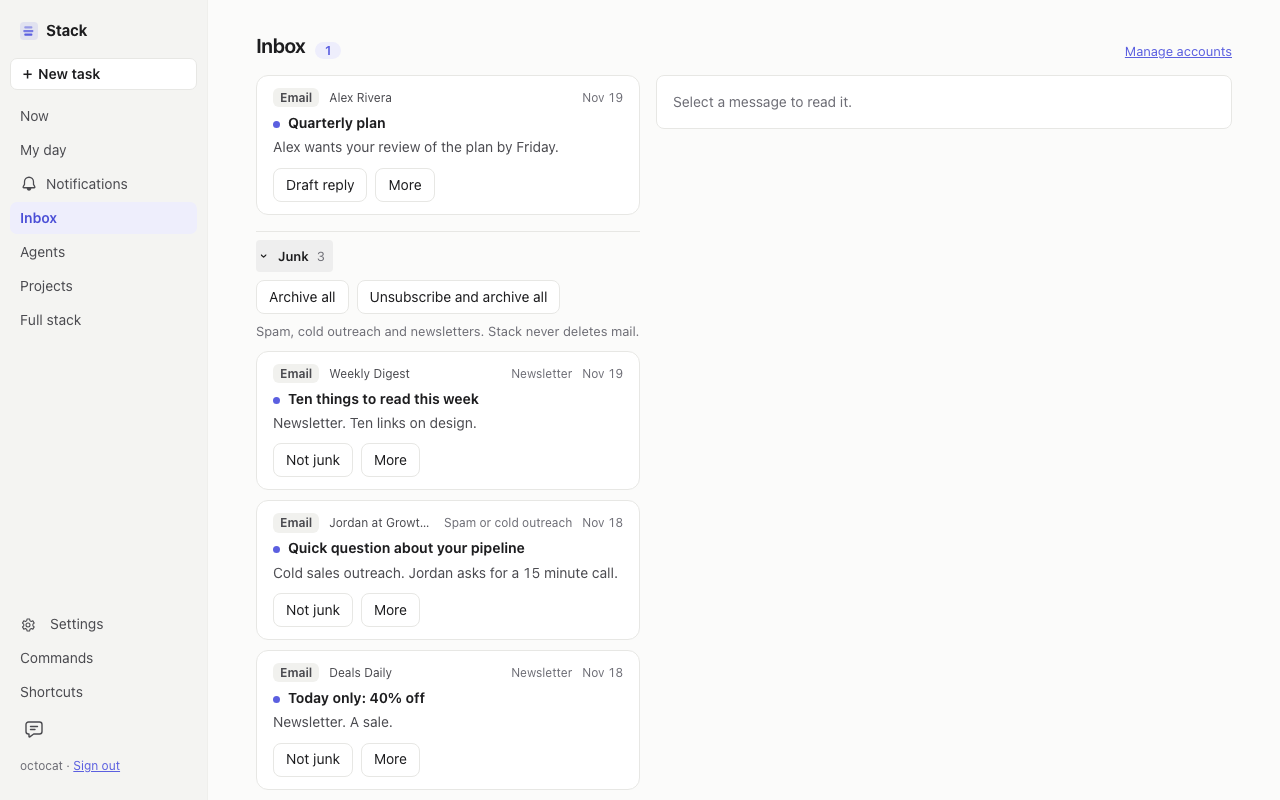 Stack
+ New task
Now
My day
Notifications
Inbox
Agents
Projects
Full stack
Settings
Commands
Shortcuts
octocat · Sign out
Inbox 1
Manage accounts
Email Alex Rivera Nov 19
Quarterly plan
Alex wants your review of the plan by Friday.
Draft reply More
Junk 3
Archive all Unsubscribe and archive all
Spam, cold outreach and newsletters. Stack never deletes mail.
Email Weekly Digest Newsletter Nov 19
Ten things to read this week
Newsletter. Ten links on design.
Not junk More
Email Jordan at Growt... Spam or cold outreach Nov 18
Quick question about your pipeline
Cold sales outreach. Jordan asks for a 15 minute call.
Not junk More
Email Deals Daily Newsletter Nov 18
Today only: 40% off
Newsletter. A sale.
Not junk More
Select a message to read it.